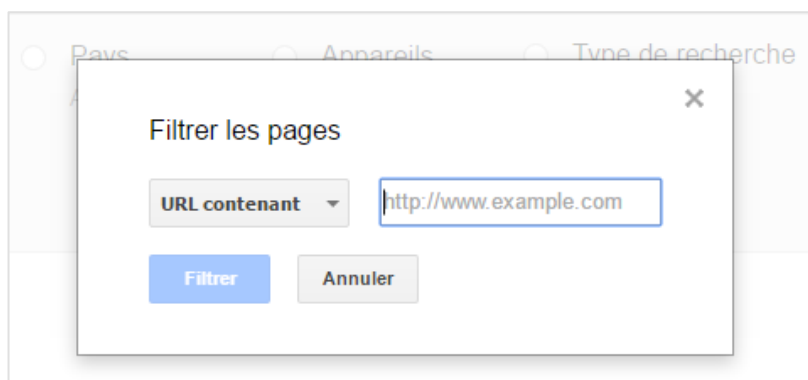 Pays Appareils Type de recherche
Filtrer les pages
URL contenant http://www.example.com
Filtrer Annuler